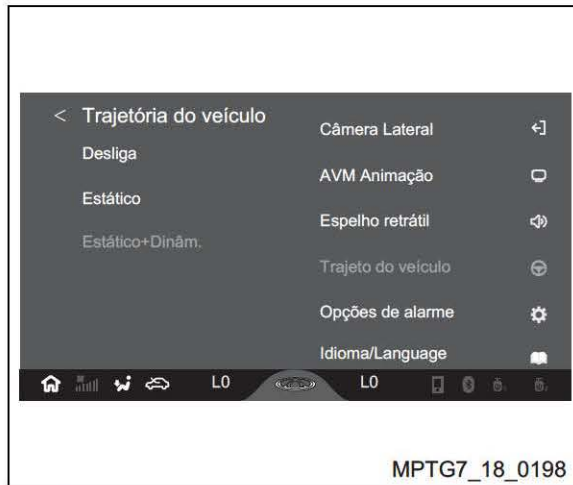 < Trajetória do veículo
Desliga
Estático
Estático+Dinâm.
Câmera Lateral
AVM Animação
Espelho retrátil
Trajeto do veículo
Opções de alarme
Idioma/Language
L0 L0
MPTG7_18_0198